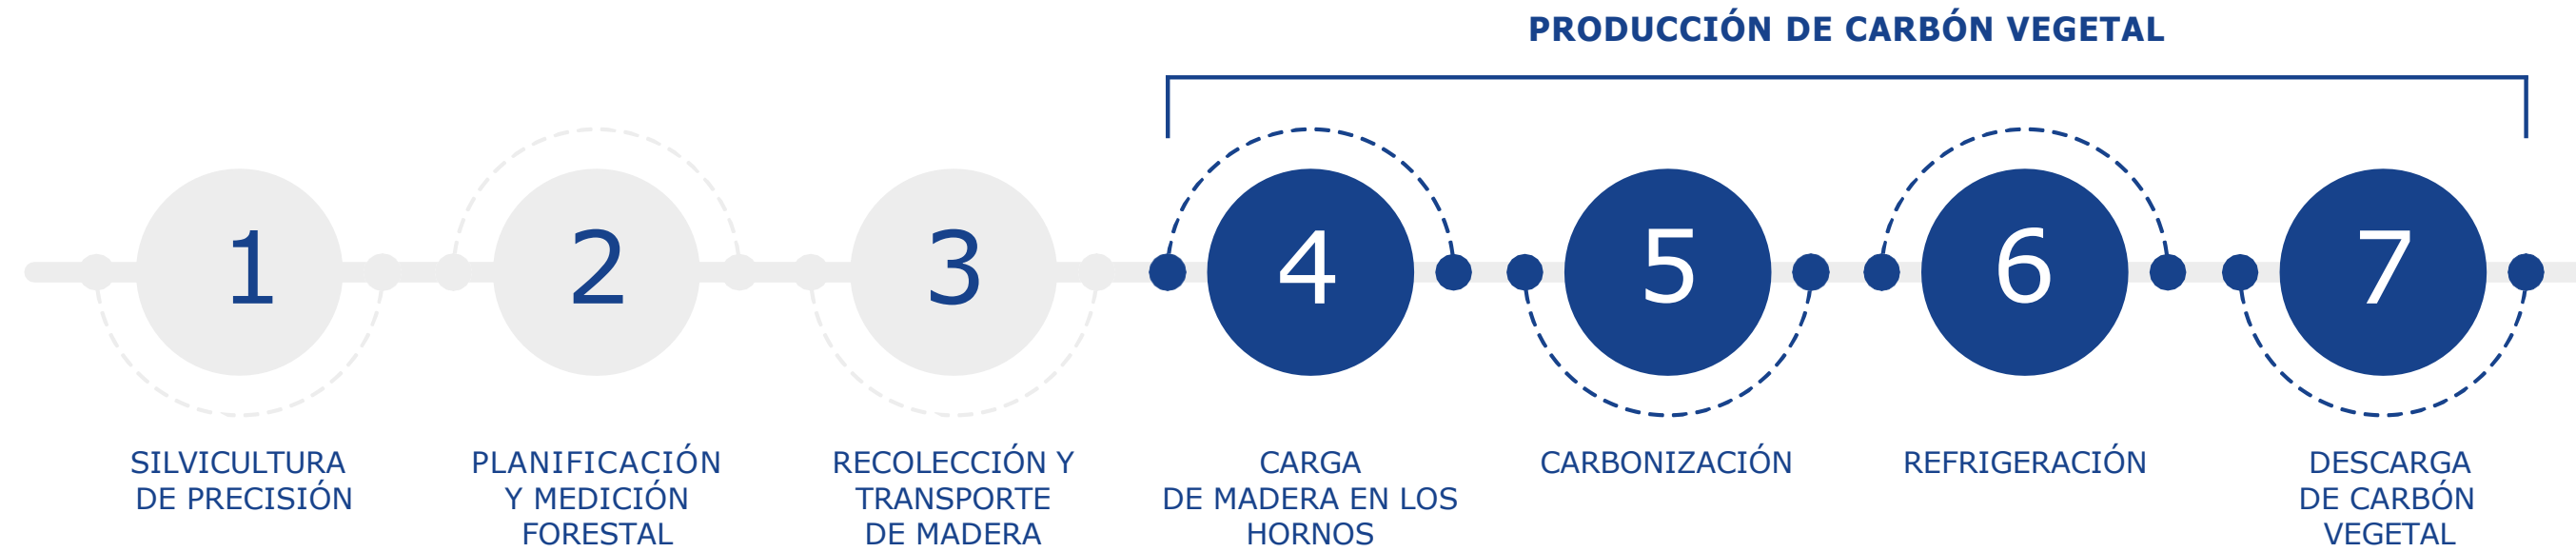 PRODUCCIÓN DE CARBÓN VEGETAL
1
2
3
4
5
6
7
SILVICULTURA
DE PRECISIÓN
PLANIFICACIÓN
Y MEDICIÓN
FORESTAL
RECOLECCIÓN Y
TRANSPORTE
DE MADERA
CARGA
DE MADERA EN LOS
HORNOS
CARBONIZACIÓN
REFRIGERACIÓN
DESCARGA
DE CARBÓN
VEGETAL